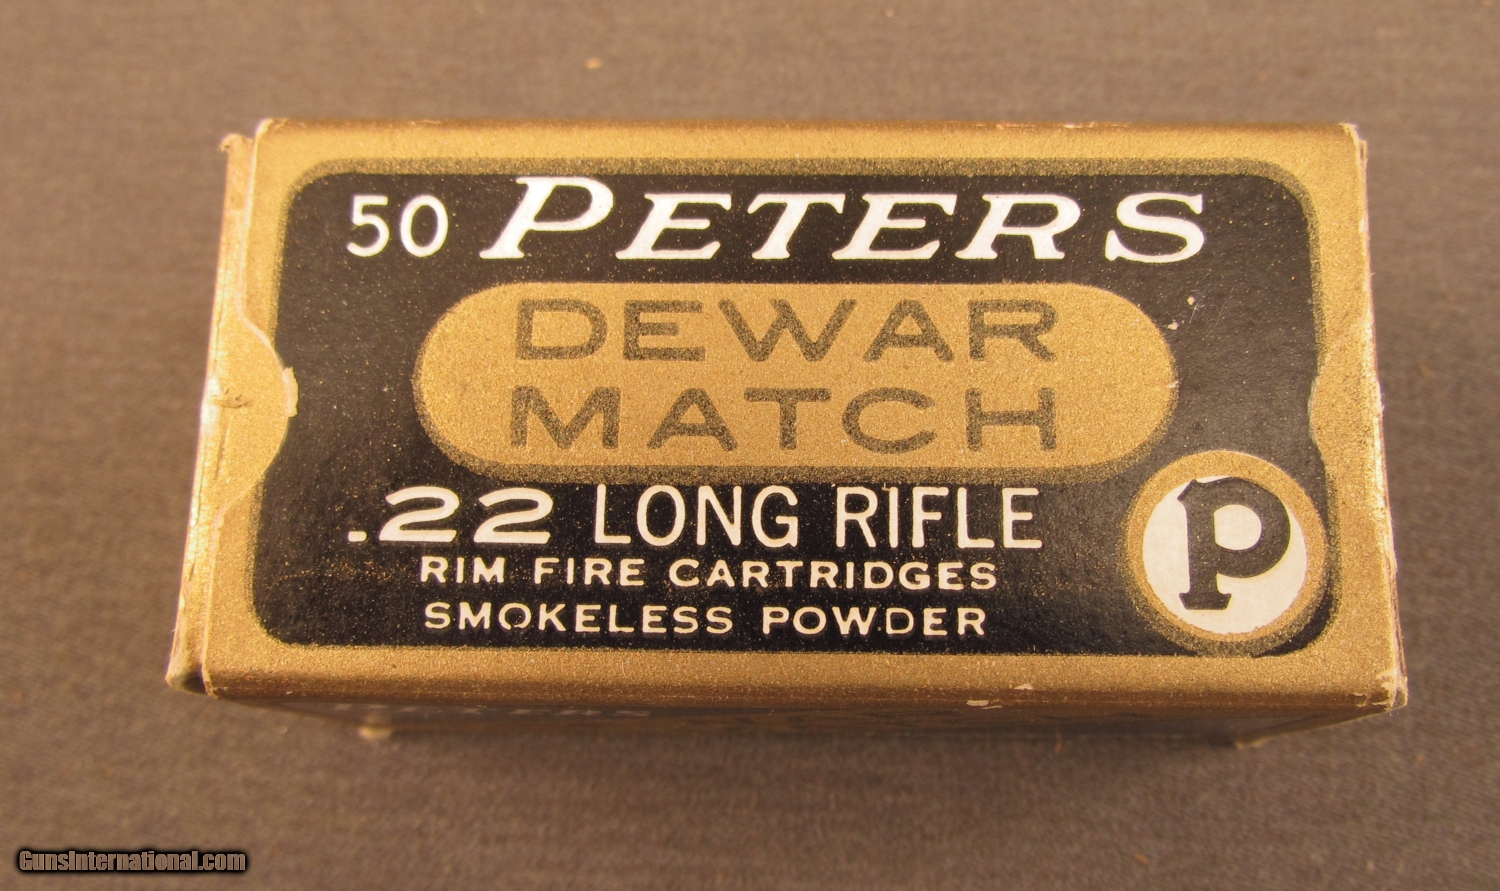 50 PETERS
DEWAR
MATCH
.22 LONG RIFLE
RIM FIRE CARTRIDGES
SMOKELESS POWDER
P
GunsInternational.com